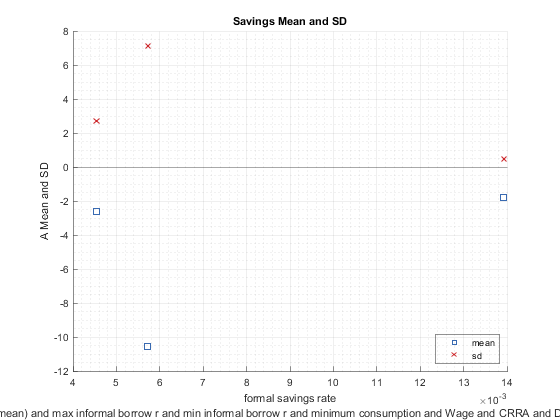 Savings Mean and SD
8
6
4
2
0
-2
-4
-6
-8
-10
-12
A Mean and SD
mean
sd
4 5 6 7 8 9 10 11 12 13 14
formal savings rate
×10-3
mean) and max informal borrow r and min informal borrow r and minimum consumption and Wage and CRRA and